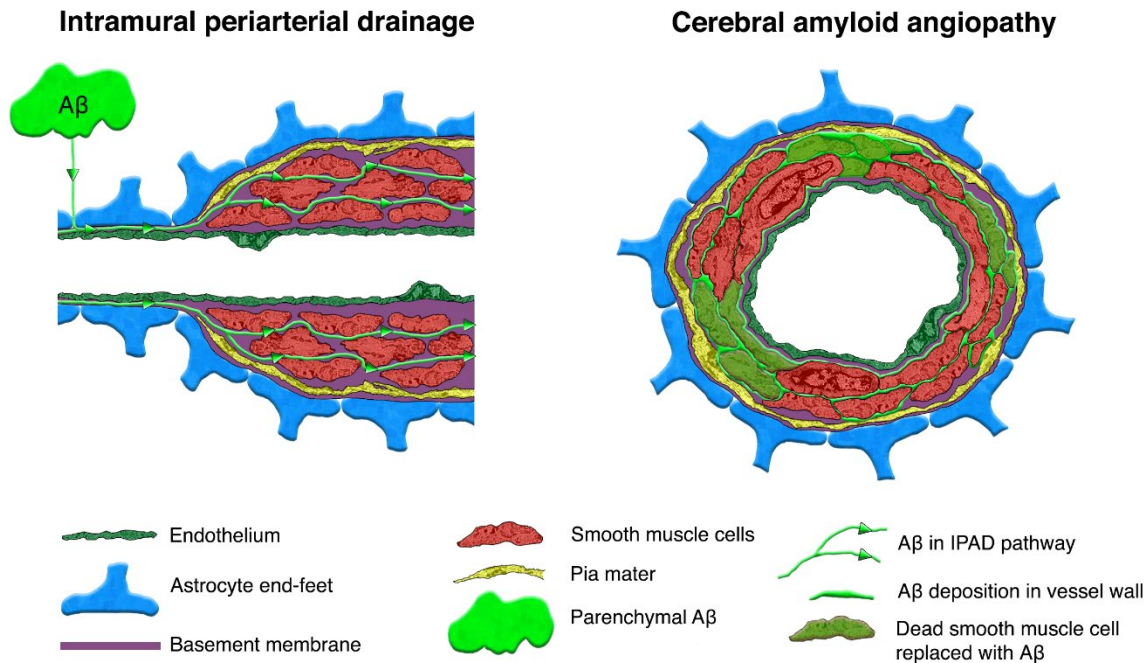 Intramural periarterial drainage
Cerebral amyloid angiopathy
Aβ
Endothelium
Astrocyte end-feet
Basement membrane
Smooth muscle cells
Pia mater
Parenchymal Aβ
Aβ in IPAD pathway
Aβ deposition in vessel wall
Dead smooth muscle cell
replaced with Aβ